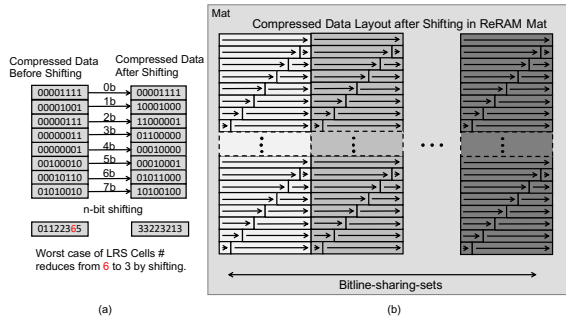 Compressed Data
Before Shifting
Compressed Data
After Shifting
00001111 0b 00001111
00001001 1b 10001001
00001111 2b 11000001
00000011 3b 01100000
00000001 4b 00010000
00100010 5b 00010001
00010110 6b 01011000
01010010 7b 10100100
n-bit shifting
01122365 33223213
Worst case of LRS Cells #
reduces from 6 to 3 by shifting.
(a)
Mat
Compressed Data Layout after Shifting in ReRAM Mat
Bitline-sharing-sets
(b)